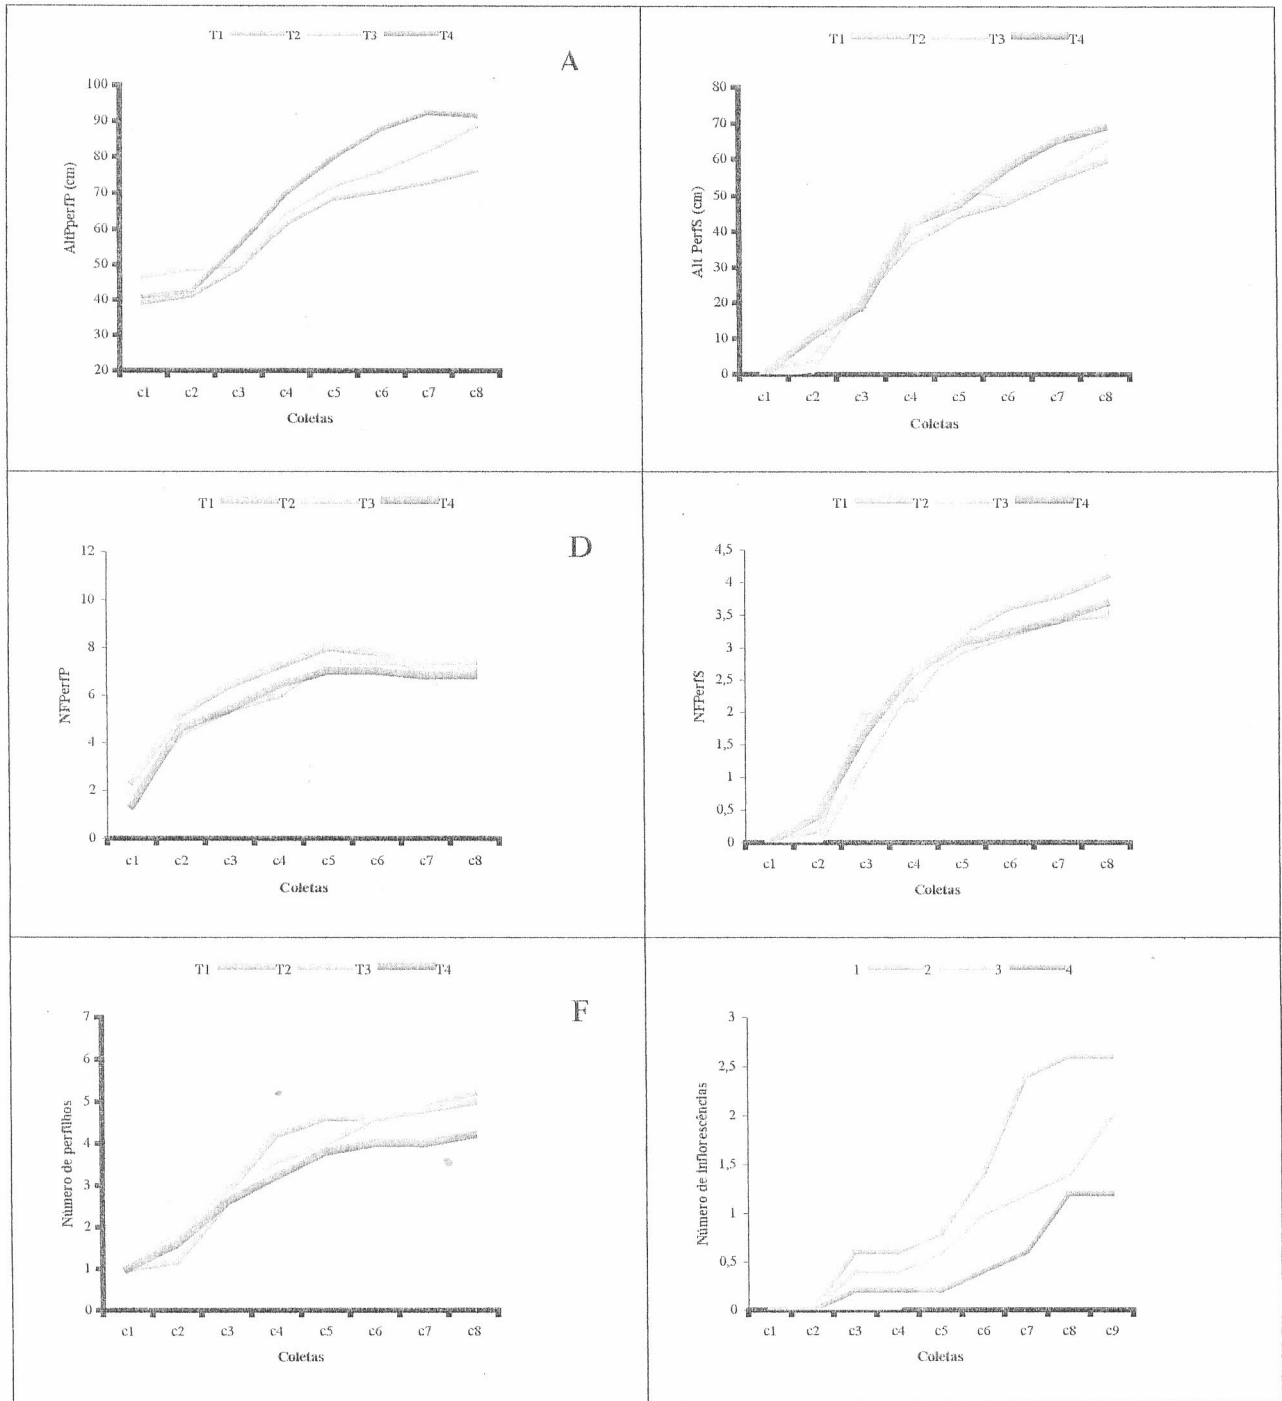 T1 T2 T3 T4
A
100
90
80
70
60
50
40
30
20
AltPperfP (cm)
c1 c2 c3 c4 c5 c6 c7 c8
Coletas
T1 T2 T3 T4
80
70
60
50
40
30
20
10
0
Alt PerfS (cm)
c1 c2 c3 c4 c5 c6 c7 c8
Coletas
T1 T2 T3 T4
D
12
10
8
6
4
2
0
NFPerfP
c1 c2 c3 c4 c5 c6 c7 c8
Coletas
T1 T2 T3 T4
4,5
4
3,5
3
2,5
2
1,5
1
0,5
0
NFPerfS
c1 c2 c3 c4 c5 c6 c7 c8
Coletas
T1 T2 T3 T4
F
7
6
5
4
3
2
1
0
Número de perfilhos
c1 c2 c3 c4 c5 c6 c7 c8
Coletas
1 2 3 4
3
2,5
2
1,5
1
0,5
0
Número de inflorescências
c1 c2 c3 c4 c5 c6 c7 c8 c9
Coletas